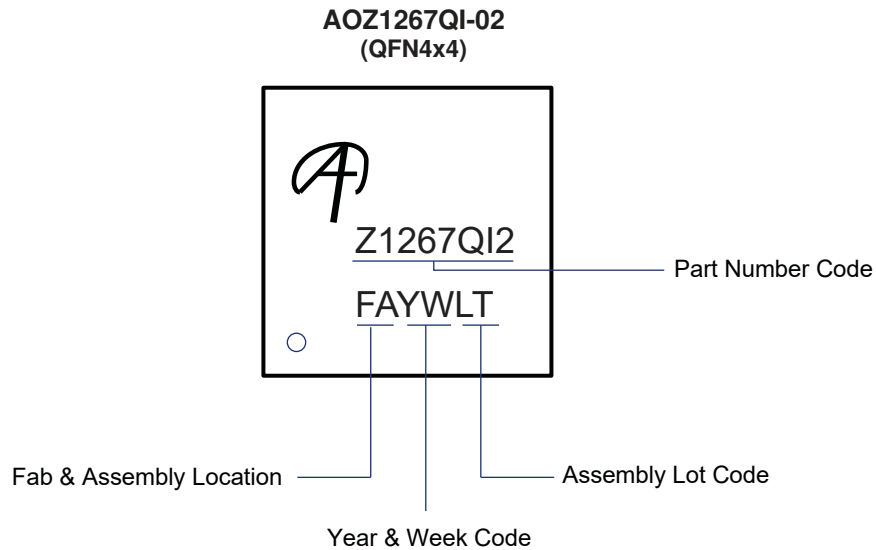 AOZ1267QI-02
(QFN4x4)
Z1267QI2
Part Number Code
FAYWLT
Fab & Assembly Location
Assembly Lot Code
Year & Week Code